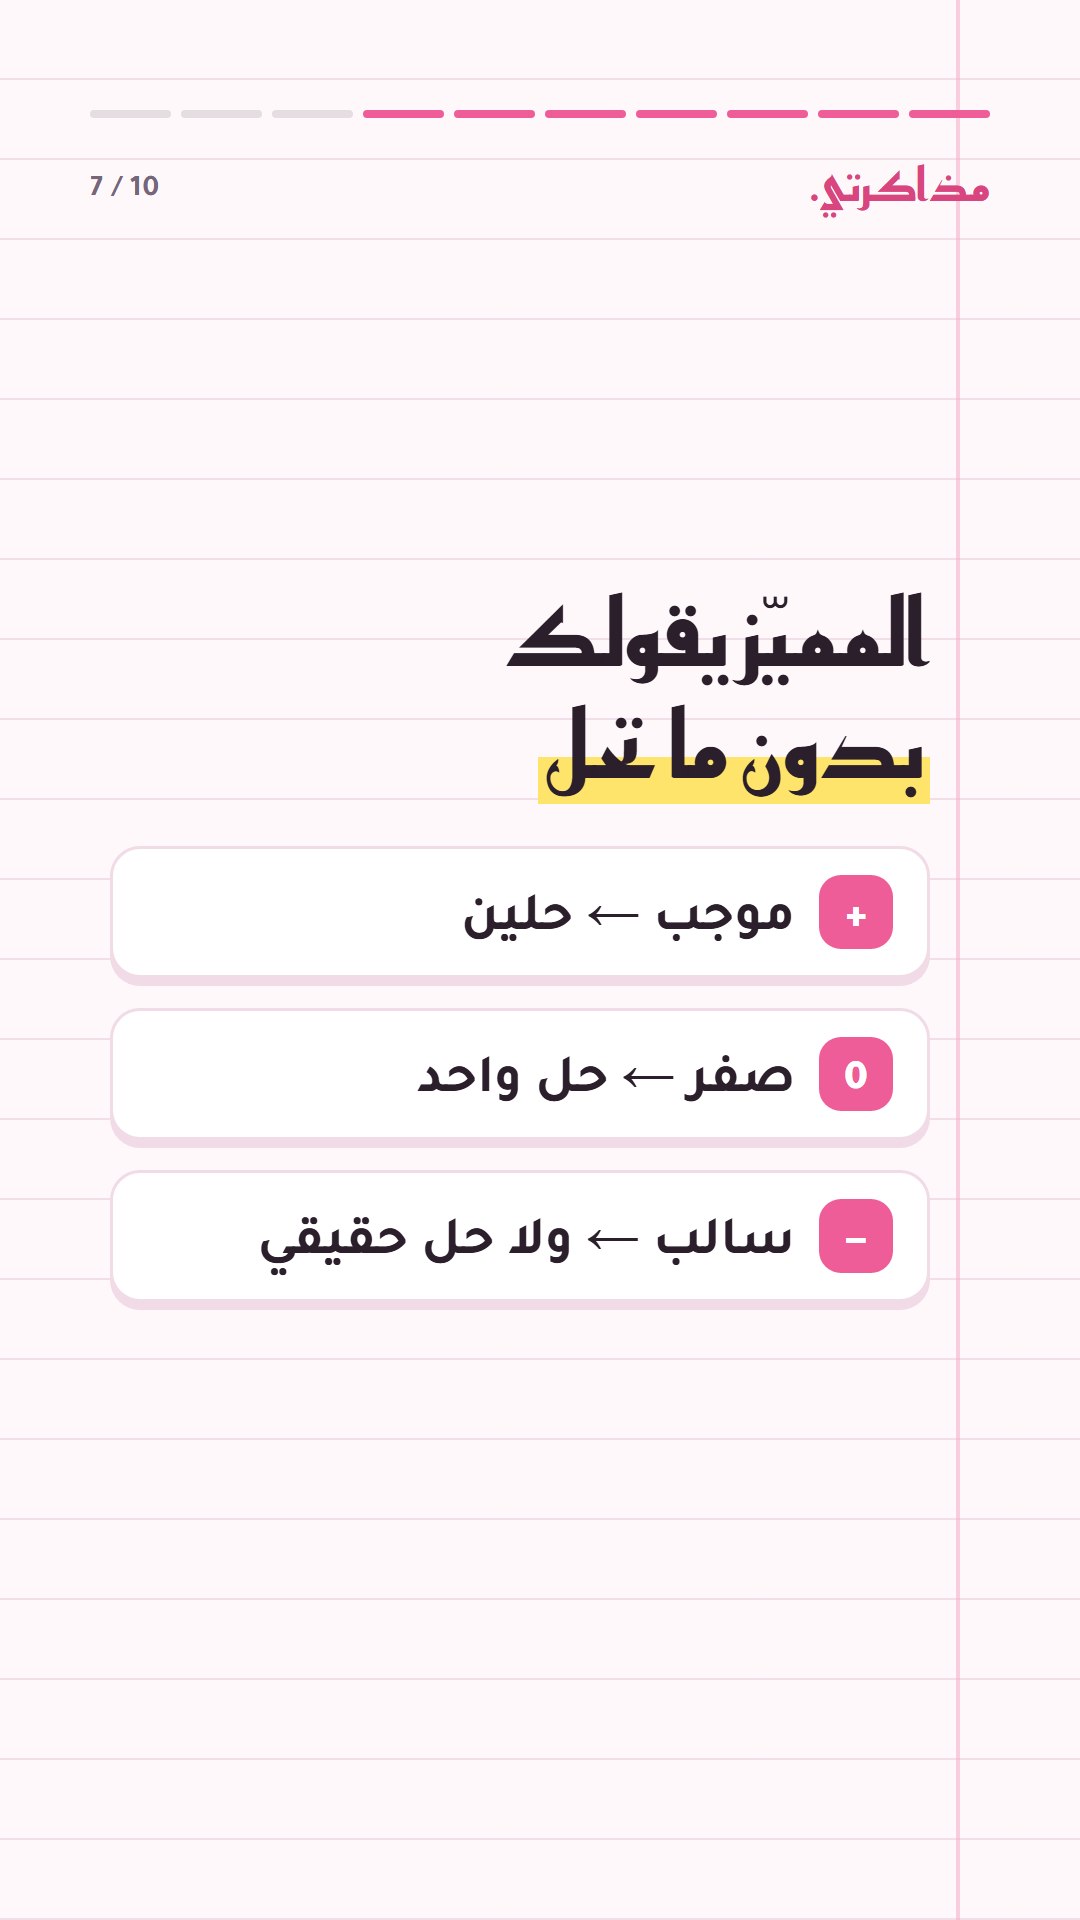 مذاكرتي.
7 / 10
المميّز يقولك
بدون ما تحل
+ موجب ← حلين
0 صفر ← حل واحد
− سالب ← ولا حل حقيقي